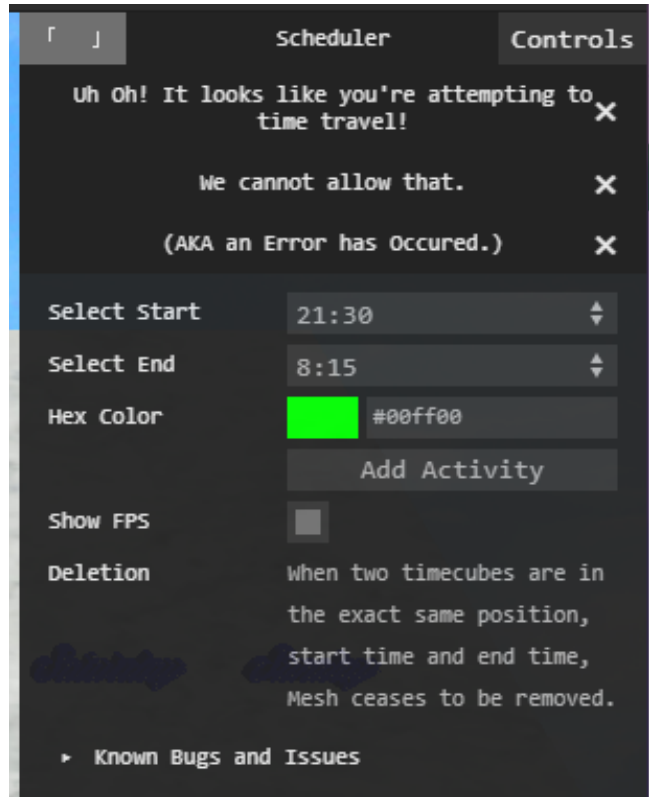 「 」 Scheduler Controls
Uh Oh! It looks like you're attempting to
time travel! ×
We cannot allow that. ×
(AKA an Error has Occured.) ×
Select Start 21:30
Select End 8:15
Hex Color #00ff00
Add Activity
Show FPS
Deletion When two timecubes are in
the exact same position,
start time and end time,
Mesh ceases to be removed.
▸ Known Bugs and Issues